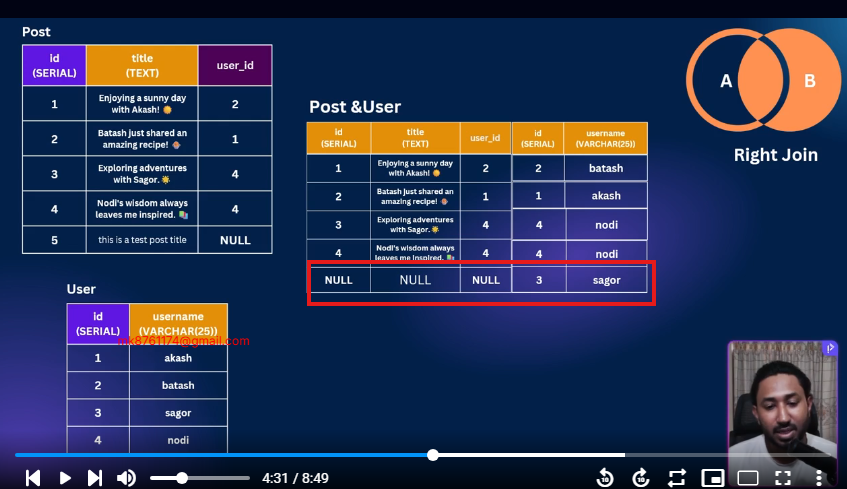 Post
id
(SERIAL)
title
(TEXT)
user_id
1
Enjoying a sunny day
with Akash! 🌞
2
2
Batash just shared an
amazing recipe!
1
3
Exploring adventures
with Sagor. 🌟
4
4
Nodi's wisdom always
leaves me inspired. 📚
4
5
this is a test post title
NULL
User
id
(SERIAL)
username
(VARCHAR(25))
mk8761174@gmail.com
1
akash
2
batash
3
sagor
4
nodi
Post &User
id
(SERIAL)
title
(TEXT)
user_id
id
(SERIAL)
username
(VARCHAR(25))
1
Enjoying a sunny day
with Akash! 🌞
2
2
batash
2
Batash just shared an
amazing recipe!
1
1
akash
3
Exploring adventures
with Sagor. 🌟
4
4
nodi
4
Nodi's wisdom always
leaves me inspired. 📚
4
4
nodi
NULL
NULL
NULL
3
sagor
A
B
Right Join
4:31 / 8:49
10
10